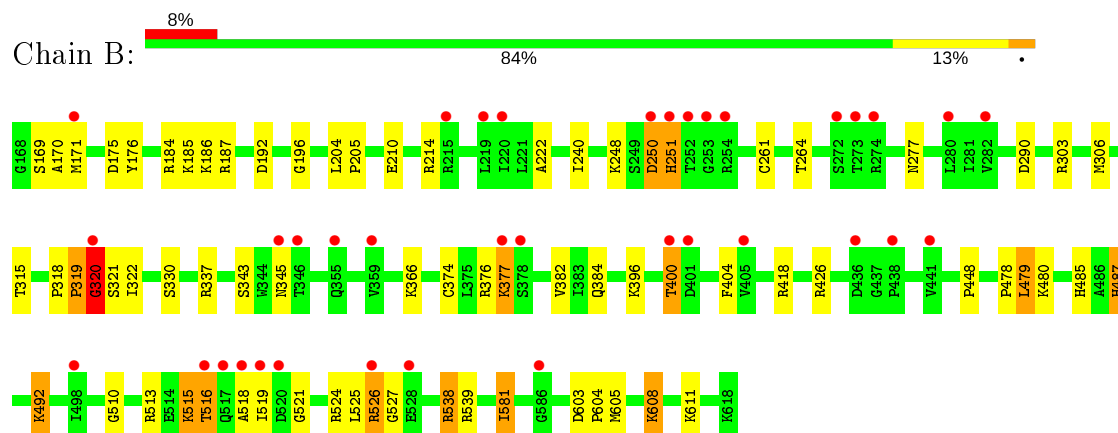 8%
Chain B:
84% 13% •
G168 S169 A170 M171 D175 Y176 R184 K185 K186 R187 D192 G196 L204 P205 E210 R214 R215 L219 I220 L221 A222 I240 K248 S249 D250 H251 T252 G253 R254 C261 T264 S272 T273 R274 N277 L280 I281 V282 D290 R303 M306
T315 P318 P319 G320 S321 I322 S330 R337 S343 W344 N345 T346 Q355 V359 K366 C374 L375 R376 K377 S378 V382 I383 Q384 K396 T400 D401 F404 V405 R418 R426 D436 G437 P438 V441 P448 P478 L479 K480 H485 A486 H487
K492 I498 G510 R513 E514 K515 T516 Q517 A518 I519 D520 G521 R524 L525 R526 G527 E528 R538 R539 I581 G586 D603 P604 M605 K608 K611 K618